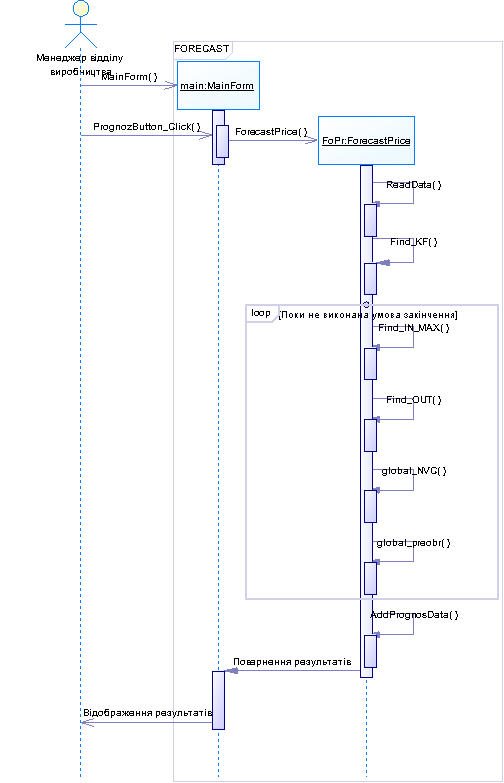 FORECAST
Менеджер відділу
виробництва
MainForm( )
main:MainForm
PrognozButton_Click( )
ForecastPrice( )
FoPr:ForecastPrice
ReadData( )
Find_KF( )
loop
[Поки не виконана умова закінчення]
Find_IN_MAX( )
Find_OUT( )
global_NVC( )
global_preobr( )
AddPrognosData( )
Повернення результатів
Відображення результатів